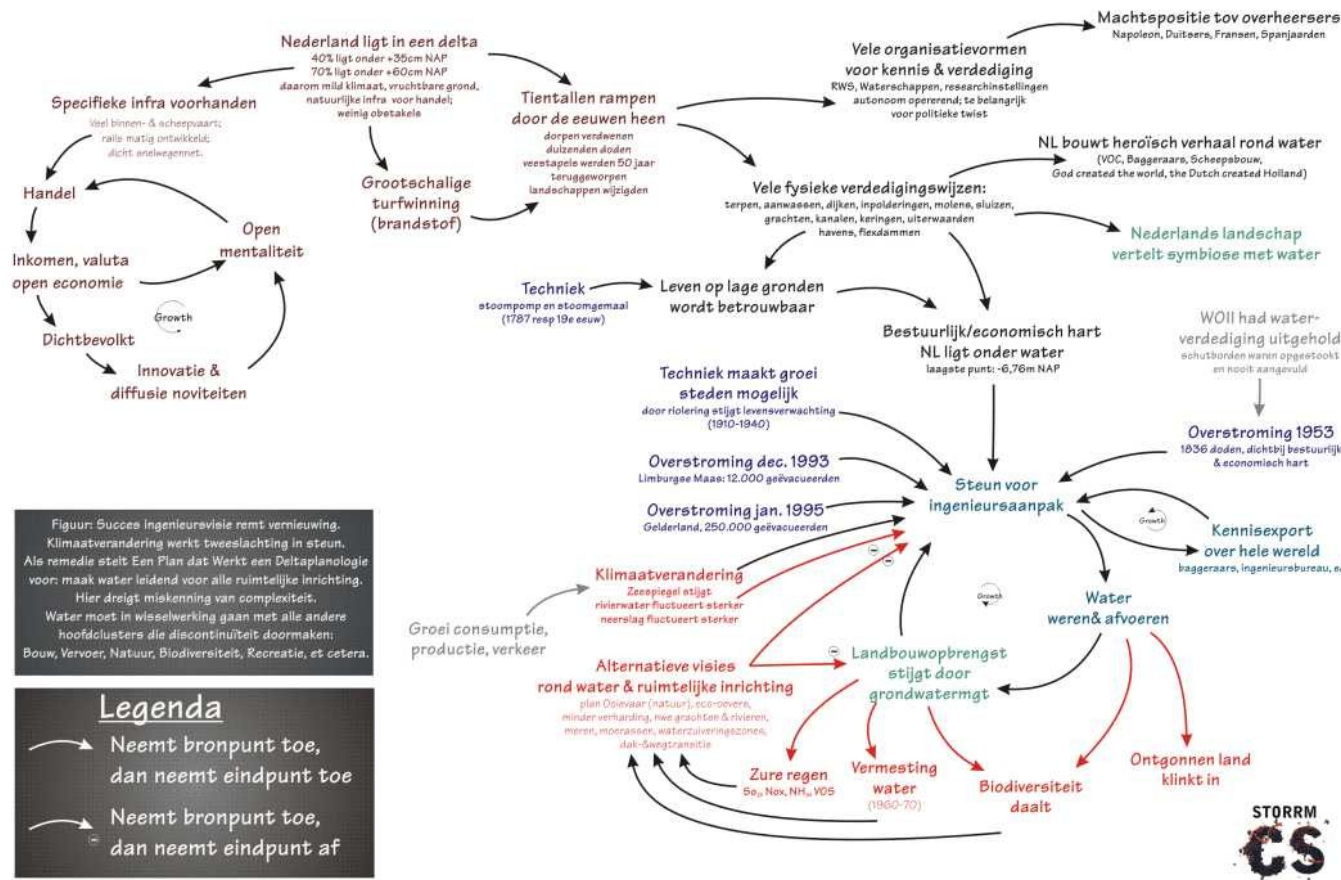 Nederland ligt in een delta
40% ligt onder +35cm NAP
70% ligt onder +60cm NAP
daarom mild klimaat, vruchtbare grond,
natuurlijke infra voor handel;
weinig obstakels
Specifieke infra voorhanden
Veel binnen- & scheepvaart;
rails matig ontwikkeld;
dicht snelwegennet.
Handel
Inkomen, valuta
open economie
Dichtbevolkt
Innovatie &
diffusie noviteiten
Open
mentaliteit
Growth
Grootschalige
turfwinning
(brandstof)
Tientallen rampen
door de eeuwen heen
dorpen verdwenen
duizenden doden
veestapels werden 50 jaar
teruggeworpen
landschappen wijzigden
Vele organisatievormen
voor kennis & verdediging
RWS, Waterschappen, researchinstellingen
autonoom opererend; te belangrijk
voor politieke twist
Machtspositie tov overheersers
Napoleon, Duitsers, Fransen, Spanjaarden
NL bouwt heroïsch verhaal rond water
(VOC, Baggeraars, Scheepsbouw,
God created the world, the Dutch created Holland)
Vele fysieke verdedigingswijzen:
terpen, aanwassen, dijken, inpolderingen, molens, sluizen,
grachten, kanalen, keringen, uiterwaarden
havens, flexdammen
Nederlands landschap
vertelt symbiose met water
Techniek
stoompomp en stoomgemaal
(1787 resp 19e eeuw)
Leven op lage gronden
wordt betrouwbaar
Bestuurlijk/economisch hart
NL ligt onder water
laagste punt: -6,76m NAP
WOII had water-
verdediging uitgehold
schutborden waren opgestookt
en nooit aangevuld
Techniek maakt groei
steden mogelijk
door riolering stijgt levensverwachting
(1910-1940)
Overstroming 1953
1836 doden, dichtbij bestuurlijk
& economisch hart
Overstroming dec. 1993
Limburgse Maas: 12.000 geëvacueerden
Overstroming jan. 1995
Gelderland, 250.000 geëvacueerden
Steun voor
ingenieursaanpak
Growth
Kennisexport
over hele wereld
baggeraars, ingenieursbureau, ea
Klimaatverandering
Zeespiegel stijgt
rivierwater fluctueert sterker
neerslag fluctueert sterker
Groei consumptie,
productie, verkeer
Growth
Water
weren& afvoeren
Alternatieve visies
rond water & ruimtelijke inrichting
plan Ooievaar (natuur), eco-oevers,
minder verharding, nwe grachten & rivieren,
meren, moerassen, waterzuiveringszones,
dak-&wegtransitie
Landbouwopbrengst
stijgt door
grondwatermgt
Zure regen
So₂, Nox, NH₃, VOS
Vermesting
water
(1960-70)
Biodiversiteit
daalt
Ontgonnen land
klinkt in
Figuur: Succes ingenieursvisie remt vernieuwing.
Klimaatverandering werkt tweeslachting in steun.
Als remedie stelt Een Plan dat Werkt een Deltaplanologie
voor: maak water leidend voor alle ruimtelijke inrichting.
Hier dreigt miskenning van complexiteit.
Water moet in wisselwerking gaan met alle andere
hoofdclusters die discontinuïteit doormaken:
Bouw, Vervoer, Natuur, Biodiversiteit, Recreatie, et cetera.
Legenda
Neemt bronpunt toe,
dan neemt eindpunt toe
Neemt bronpunt toe,
dan neemt eindpunt af
STORRM
CS